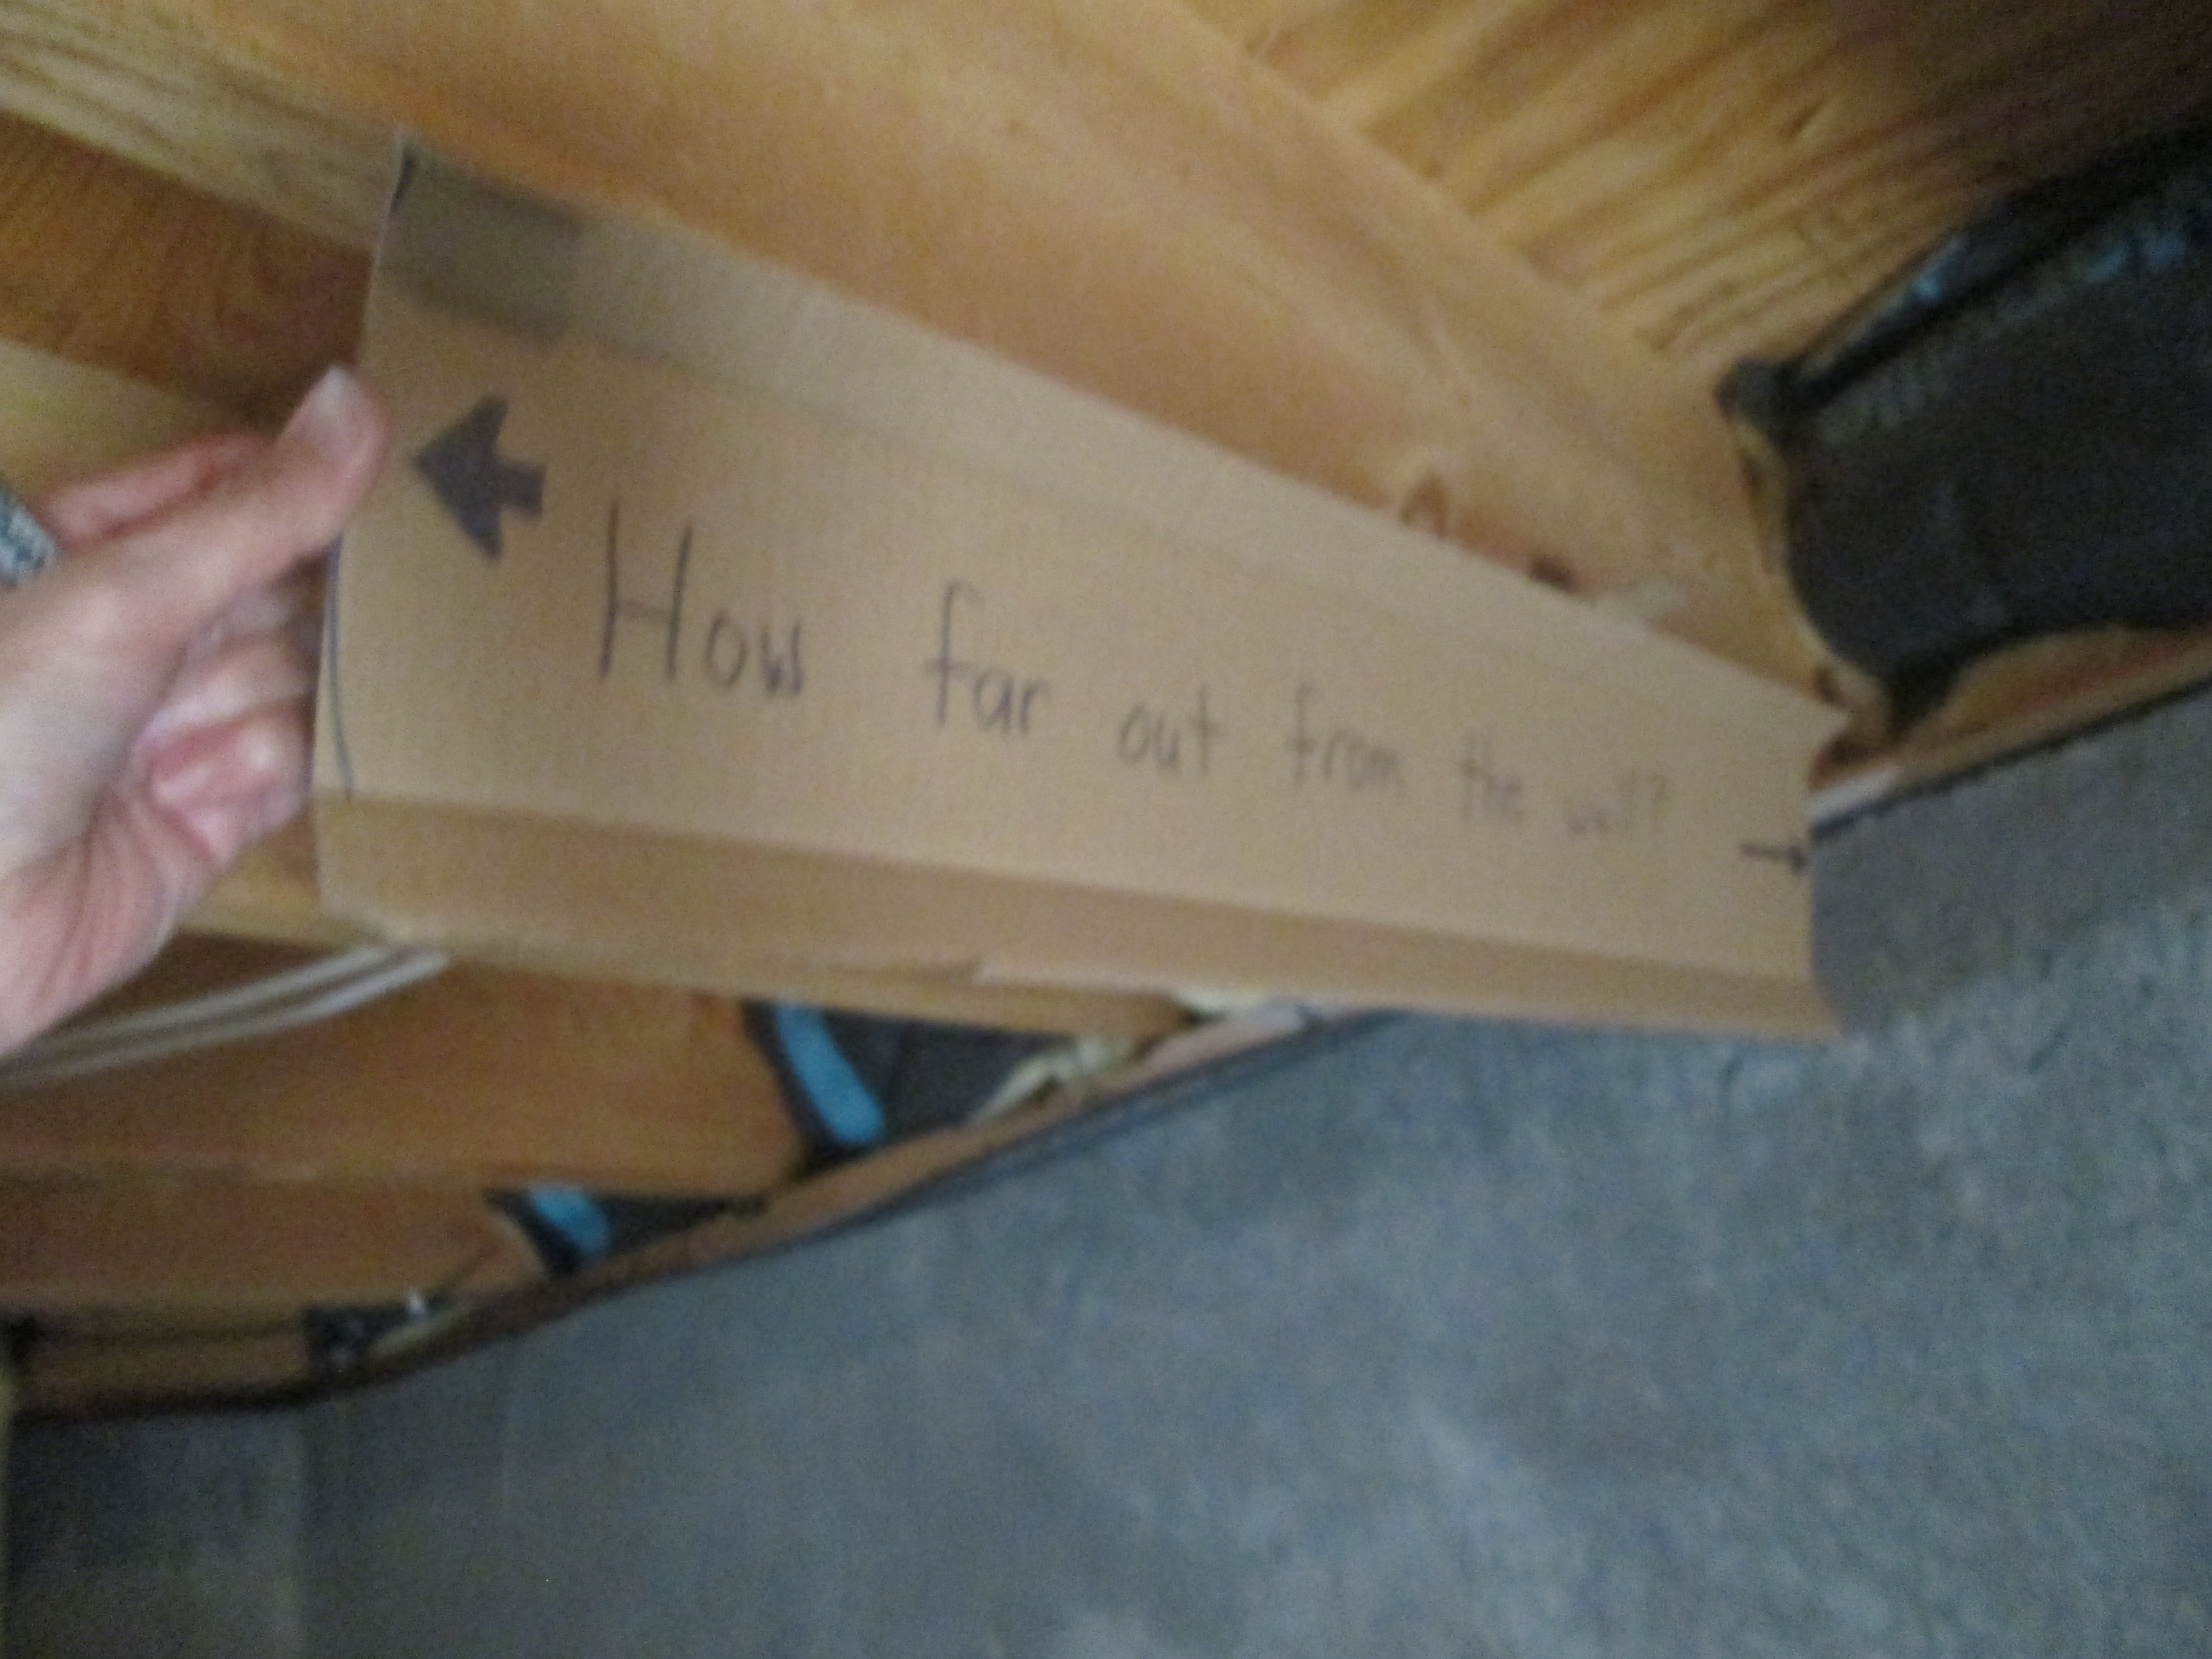 How far out from the wall?